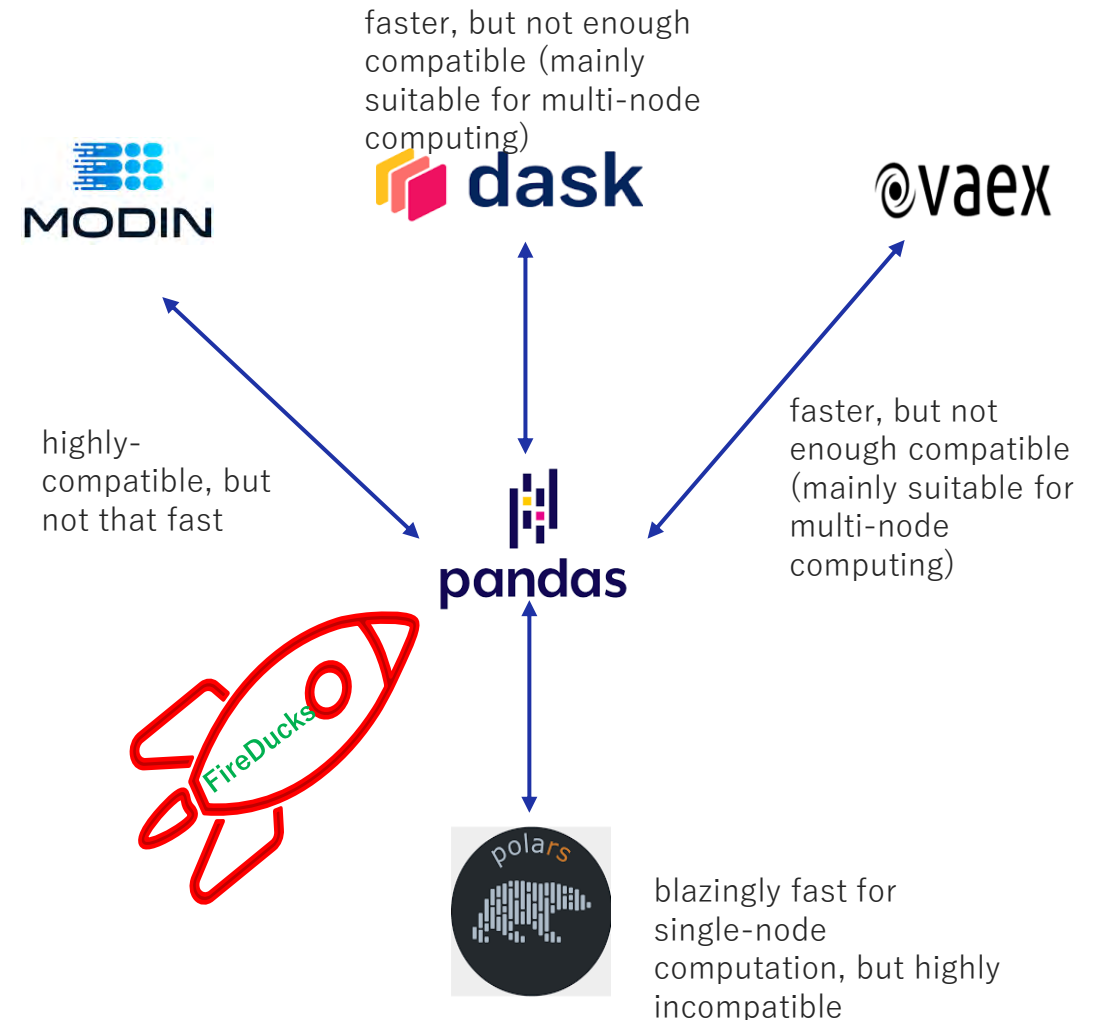 faster, but not enough
compatible (mainly
suitable for multi-node
computing)
MODIN
dask
vaex
highly-
compatible, but
not that fast
faster, but not
enough compatible
(mainly suitable for
multi-node
computing)
pandas
FireDucks
polars
blazingly fast for
single-node
computation, but highly
incompatible